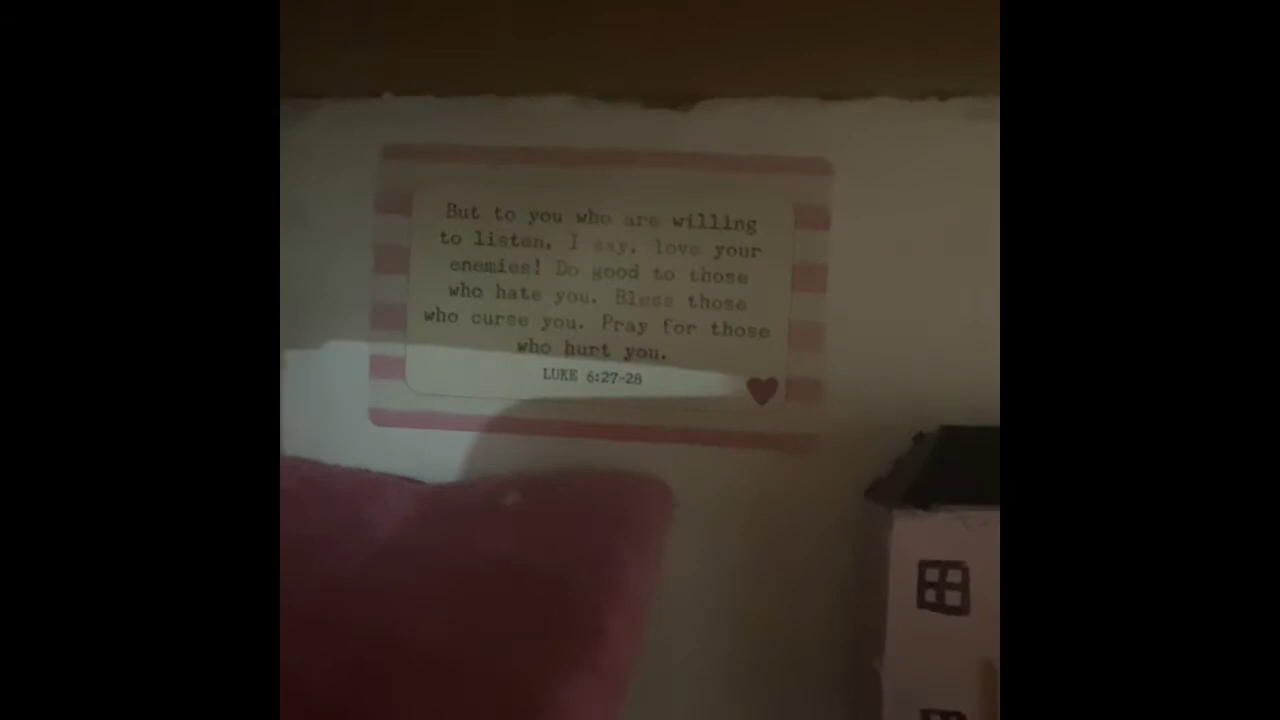 But to you who are willing
to listen, I say, love your
enemies! Do good to those
who hate you. Bless those
who curse you. Pray for those
who hurt you.
LUKE 6:27-28